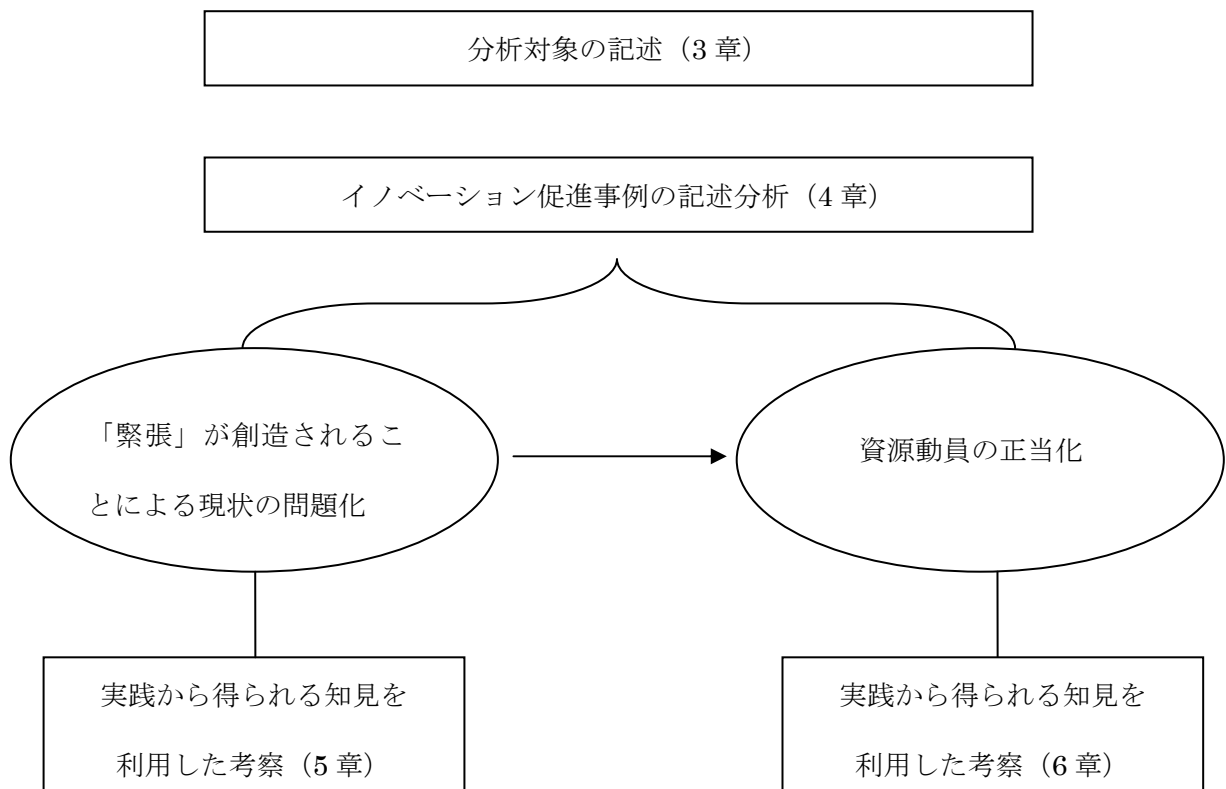 分析対象の記述（3 章）
イノベーション促進事例の記述分析（4 章）
「緊張」が創造されるこ
とによる現状の問題化
資源動員の正当化
実践から得られる知見を
利用した考察（5 章）
実践から得られる知見を
利用した考察（6 章）